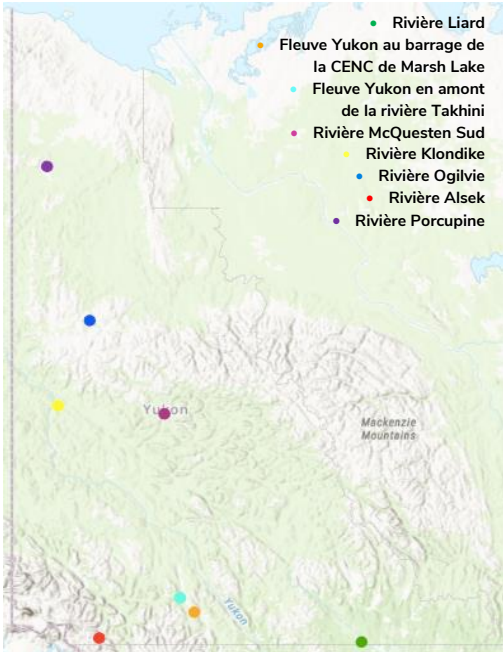 Rivière Liard
Fleuve Yukon au barrage de
la CENC de Marsh Lake
Fleuve Yukon en amont
de la rivière Takhini
Rivière McQuesten Sud
Rivière Klondike
Rivière Ogilvie
Rivière Alsek
Rivière Porcupine
Yukon
Mackenzie
Mountains
Yukon